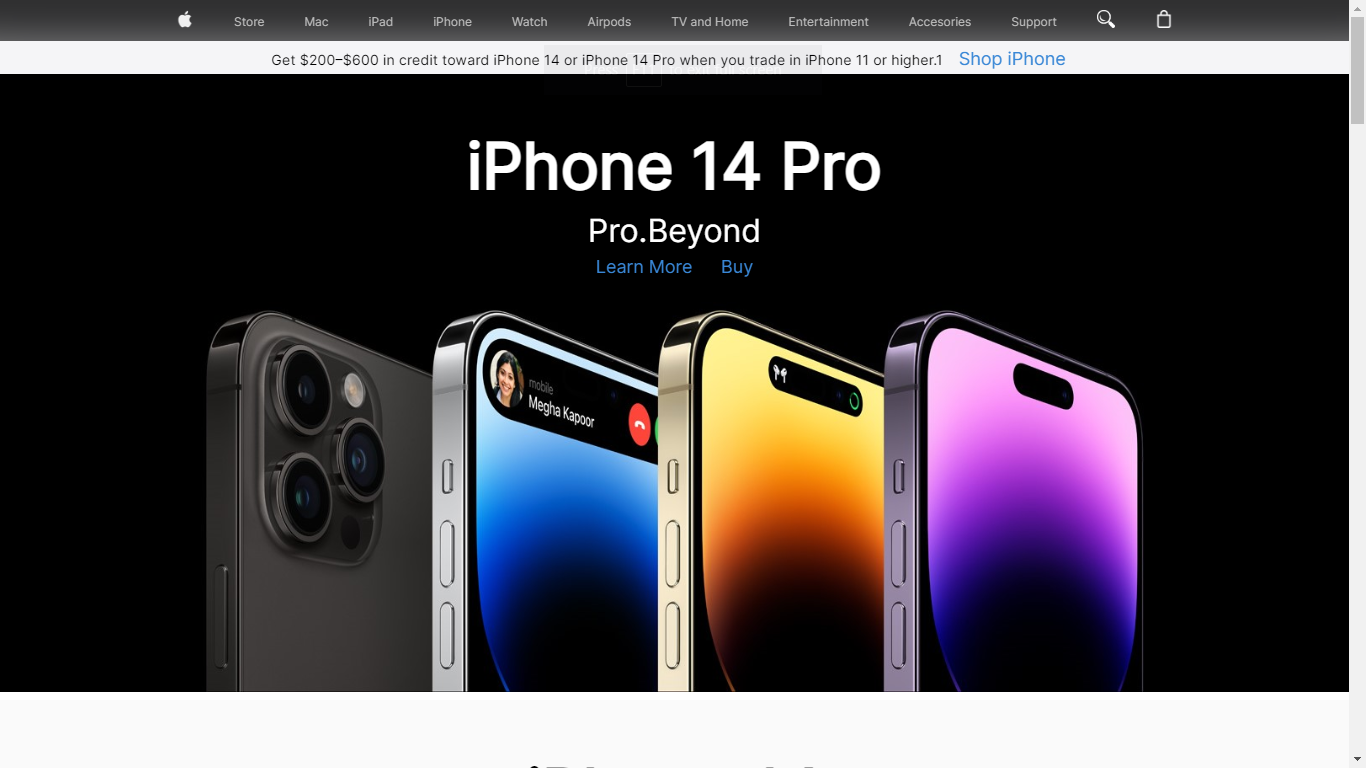 Store Mac iPad iPhone Watch Airpods TV and Home Entertainment Accesories Support
Get $200–$600 in credit toward iPhone 14 or iPhone 14 Pro when you trade in iPhone 11 or higher.1 Shop iPhone
iPhone 14 Pro
Pro.Beyond
Learn More Buy
mobile
Megha Kapoor